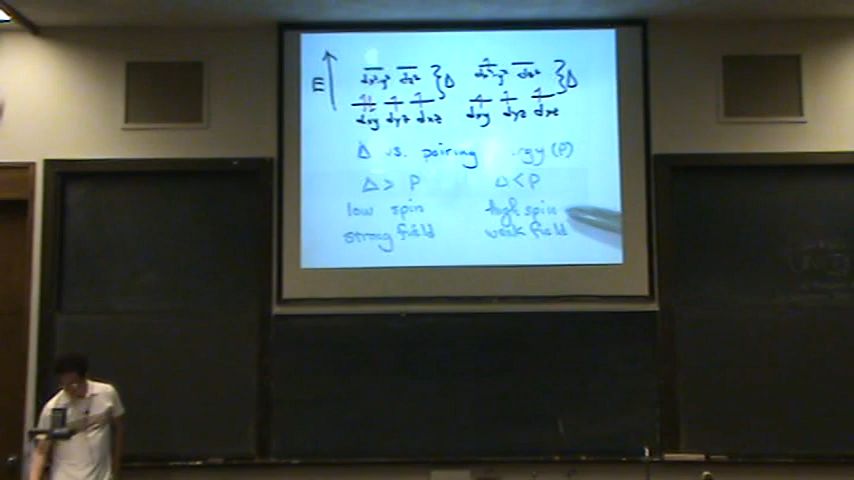 E dx²-y² dz² Δ dx²-y² dz² Δ
dxy dyz dxz dxy dyz dxz
Δ vs. pairing rgy (P)
Δ > P Δ < P
low spin high spin
strong field weak field